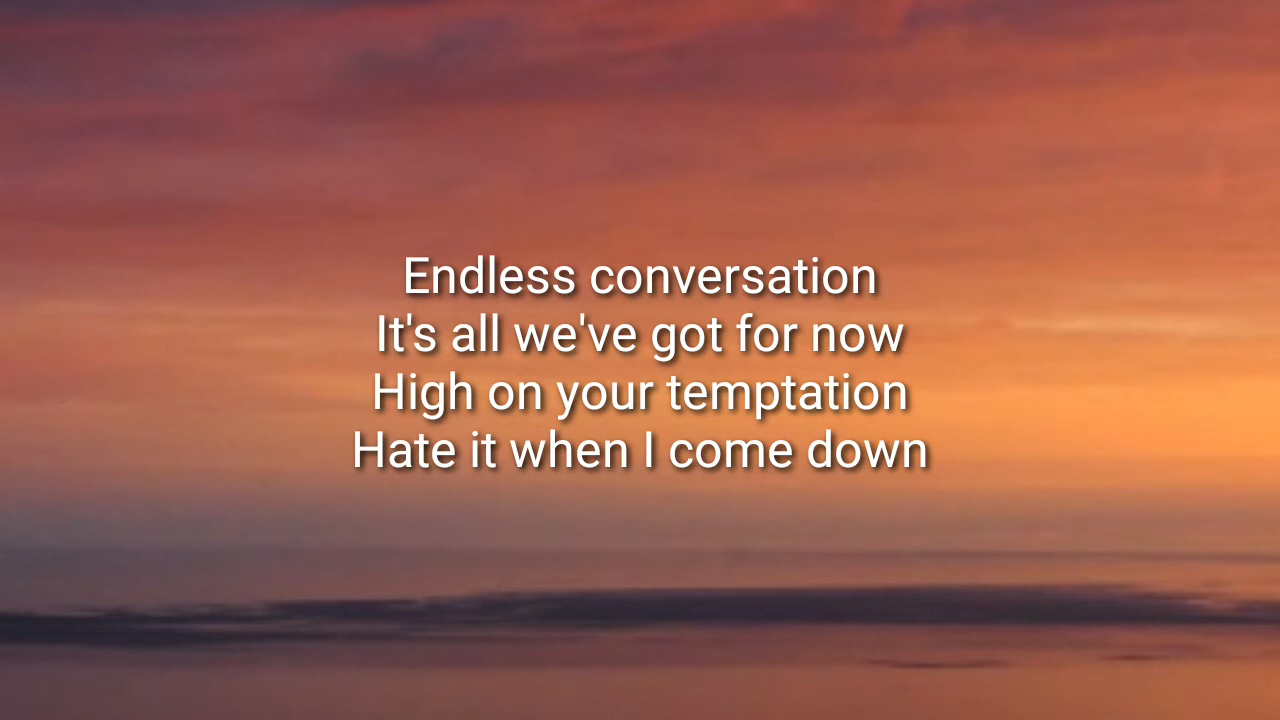 Endless conversation
It's all we've got for now
High on your temptation
Hate it when I come down